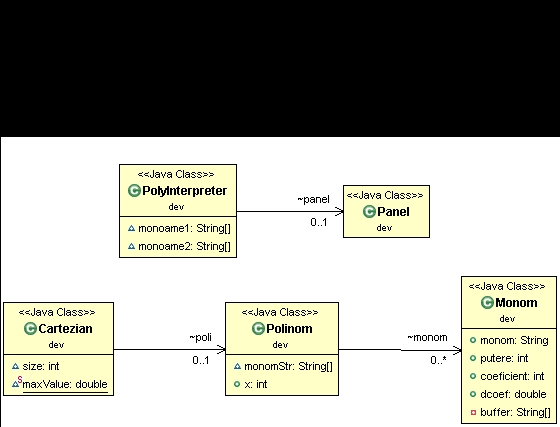 <<Java Class>>
PolyInterpreter
dev
monoame1: String[]
monoame2: String[]
~panel
0..1
<<Java Class>>
Panel
dev
<<Java Class>>
Cartezian
dev
size: int
S maxValue: double
~poli
0..1
<<Java Class>>
Polinom
dev
monomStr: String[]
x: int
~monom
0..*
<<Java Class>>
Monom
dev
monom: String
putere: int
coeficient: int
dcoef: double
buffer: String[]